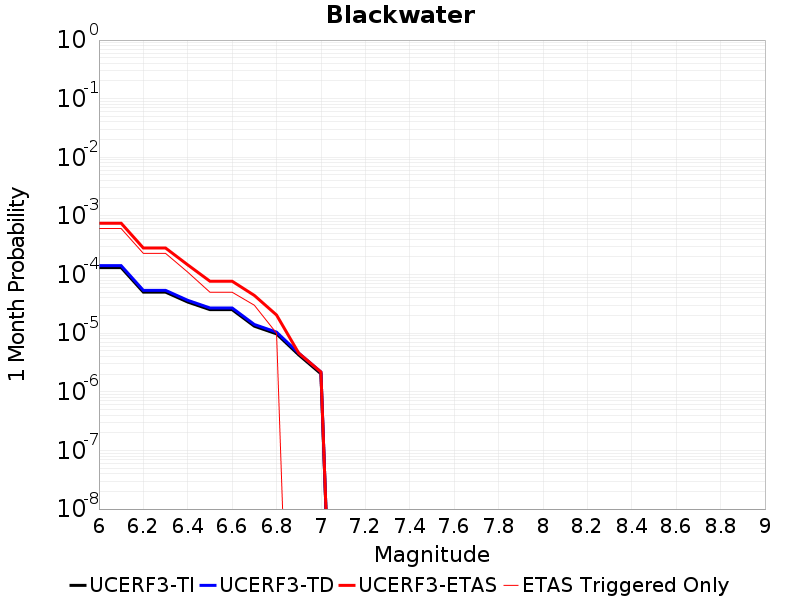 Blackwater
1 Month Probability
10^0
10^-1
10^-2
10^-3
10^-4
10^-5
10^-6
10^-7
10^-8
6 6.2 6.4 6.6 6.8 7 7.2 7.4 7.6 7.8 8 8.2 8.4 8.6 8.8 9
Magnitude
UCERF3-TI UCERF3-TD UCERF3-ETAS ETAS Triggered Only